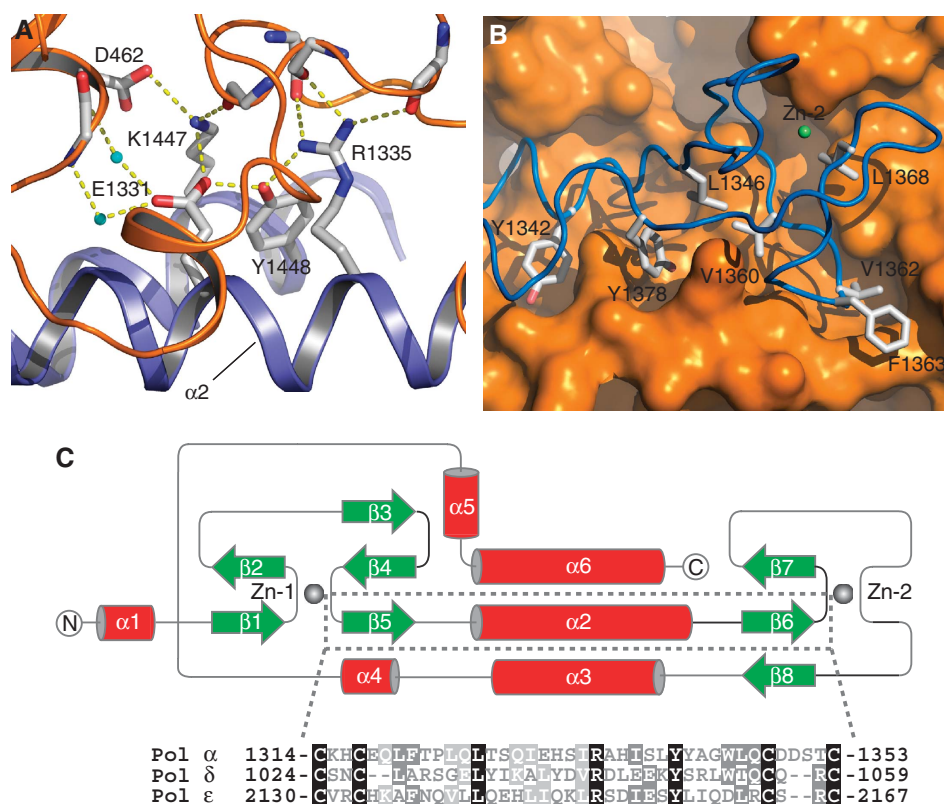 A
D462
K1447
E1331
R1335
Y1448
α2
B
Zn-2
L1346
L1368
Y1342
Y1378
V1360
V1362
F1363
C
β3
α5
β2
β4
α6
C
β7
Zn-1
Zn-2
N
α1
β1
β5
α2
β6
α4
α3
β8
Pol α 1314-CKHCEQLFTPLQLTSQIEHSIRAHISLYYAGWLQCDDSTC-1353
Pol δ 1024-CSNC--LARSGELYIKALYDVRDLEEKYSRLWTQCQ--RC-1059
Pol ε 2130-CVRCHKAFNQVLLQEHLIQKLRSDIESYLIQDLRCS--RC-2167